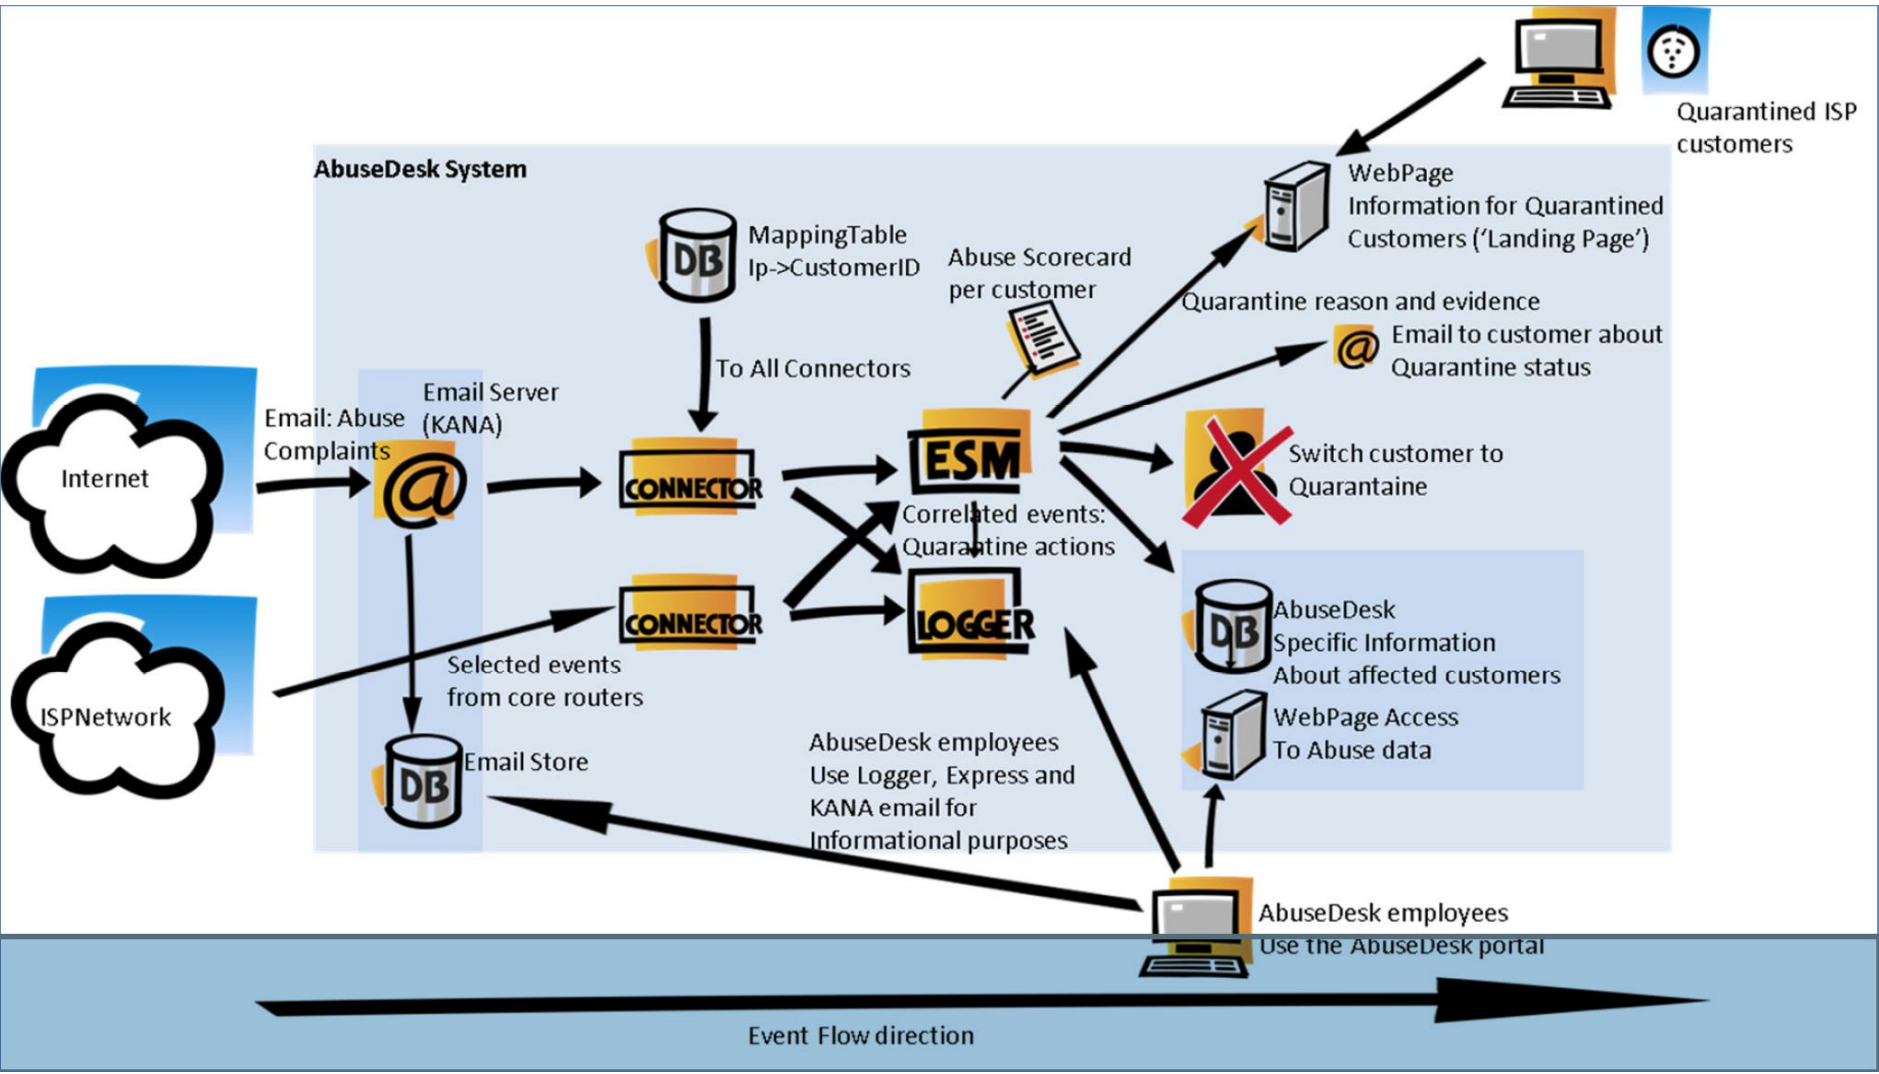 Quarantined ISP
customers
AbuseDesk System
WebPage
Information for Quarantined
Customers (‘Landing Page’)
DB
MappingTable
Ip->CustomerID
Abuse Scorecard
per customer
Quarantine reason and evidence
@
Email to customer about
Quarantine status
To All Connectors
Email Server
(KANA)
Email: Abuse
Complaints
Internet
@
CONNECTOR
ESM
Switch customer to
Quarantaine
Correlated events:
Quarantine actions
CONNECTOR
LOGGER
DB
AbuseDesk
Specific Information
About affected customers
Selected events
from core routers
ISPNetwork
WebPage Access
To Abuse data
DB
Email Store
AbuseDesk employees
Use Logger, Express and
KANA email for
Informational purposes
AbuseDesk employees
Use the AbuseDesk portal
Event Flow direction